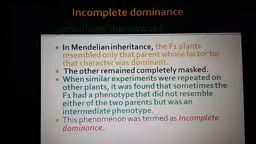 Incomplete dominance
In Mendelian inheritance, the F1 plants
resembled only that parent whose factor for
that character was dominant.
The other remained completely masked.
When similar experiments were repeated on
other plants, it was found that sometimes the
F1 had a phenotype that did not resemble
either of the two parents but was an
intermediate phenotype.
This phenomenon was termed as Incomplete
dominance.